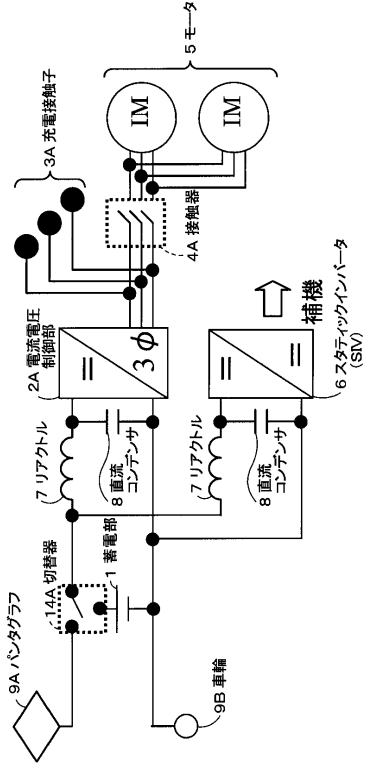 9A パンタグラフ
9B 車輪
14A 切替器
1 蓄電部
7 リアクトル
8 直流
コンデンサ
2A 電流電圧
制御部
=
3φ
3A 充電接触子
4A 接触器
IM
IM
5 モータ
7 リアクトル
8 直流
コンデンサ
=
=
補機
6 スタティックインバータ
(SIV)